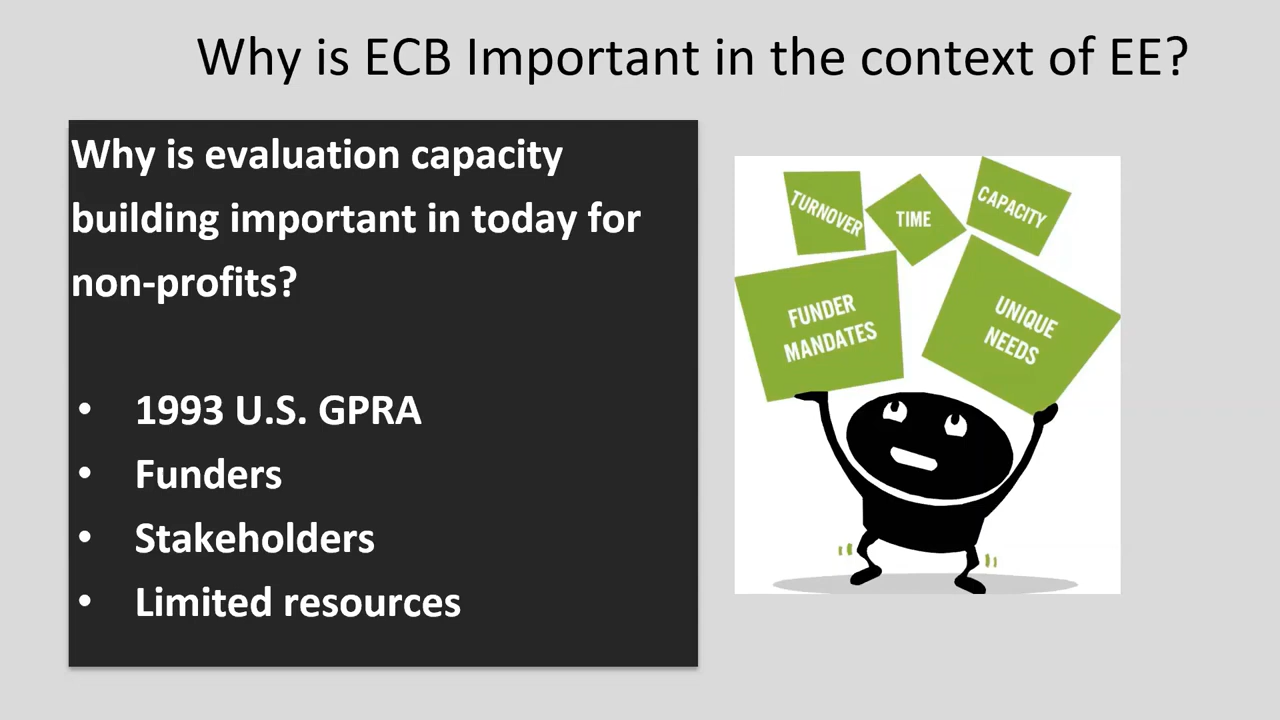 Why is ECB Important in the context of EE?
Why is evaluation capacity
building important in today for
non-profits?
• 1993 U.S. GPRA
• Funders
• Stakeholders
• Limited resources
TURNOVER
TIME
CAPACITY
FUNDER
MANDATES
UNIQUE
NEEDS